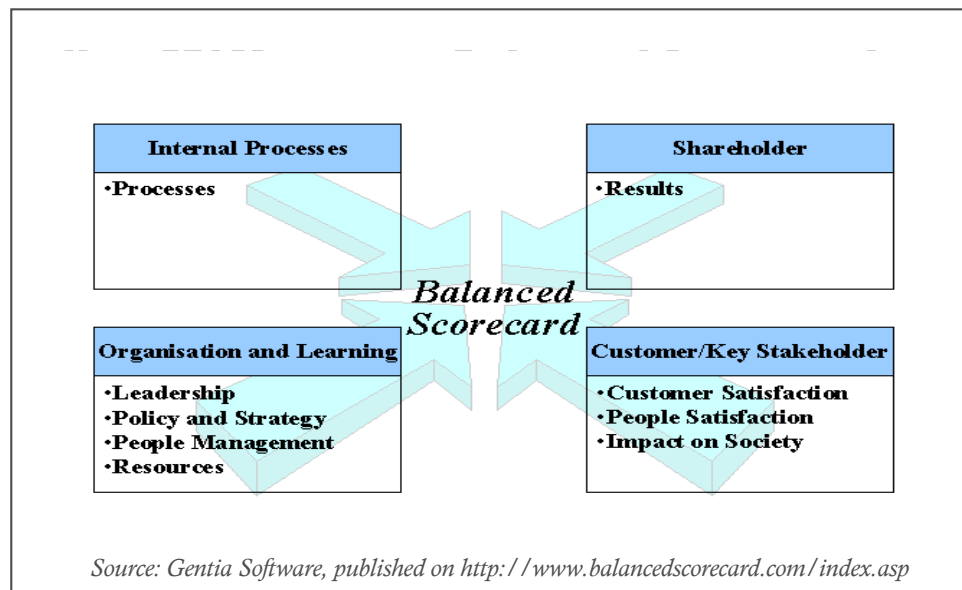 Internal Processes
•Processes
Shareholder
•Results
Balanced
Scorecard
Organisation and Learning
•Leadership
•Policy and Strategy
•People Management
•Resources
Customer/Key Stakeholder
•Customer Satisfaction
•People Satisfaction
•Impact on Society
Source: Gentia Software, published on http://www.balancedscorecard.com/index.asp